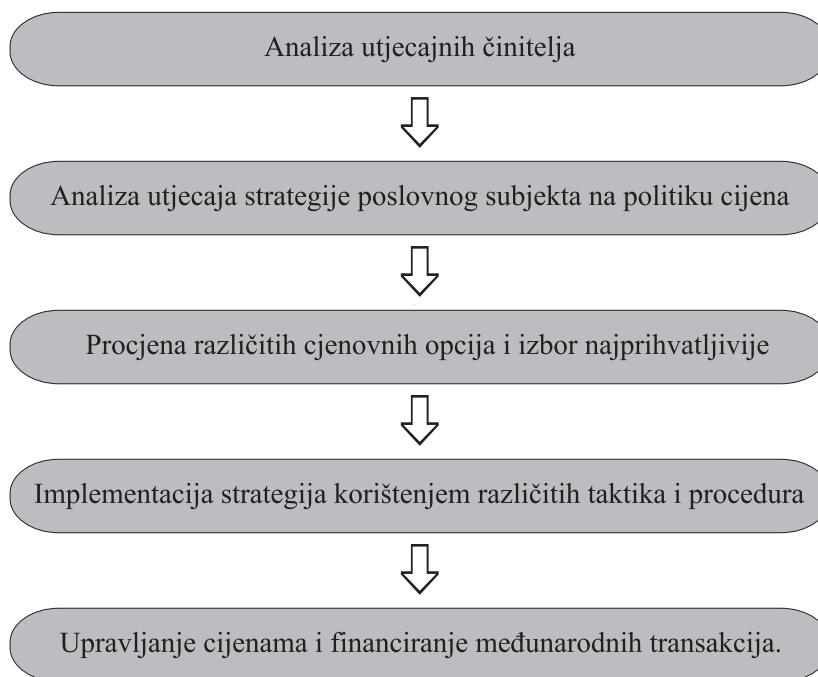 Analiza utjecajnih činitelja
Analiza utjecaja strategije poslovnog subjekta na politiku cijena
Procjena različitih cjenovnih opcija i izbor najprihvatljivije
Implementacija strategija korištenjem različitih taktika i procedura
Upravljanje cijenama i financiranje međunarodnih transakcija.